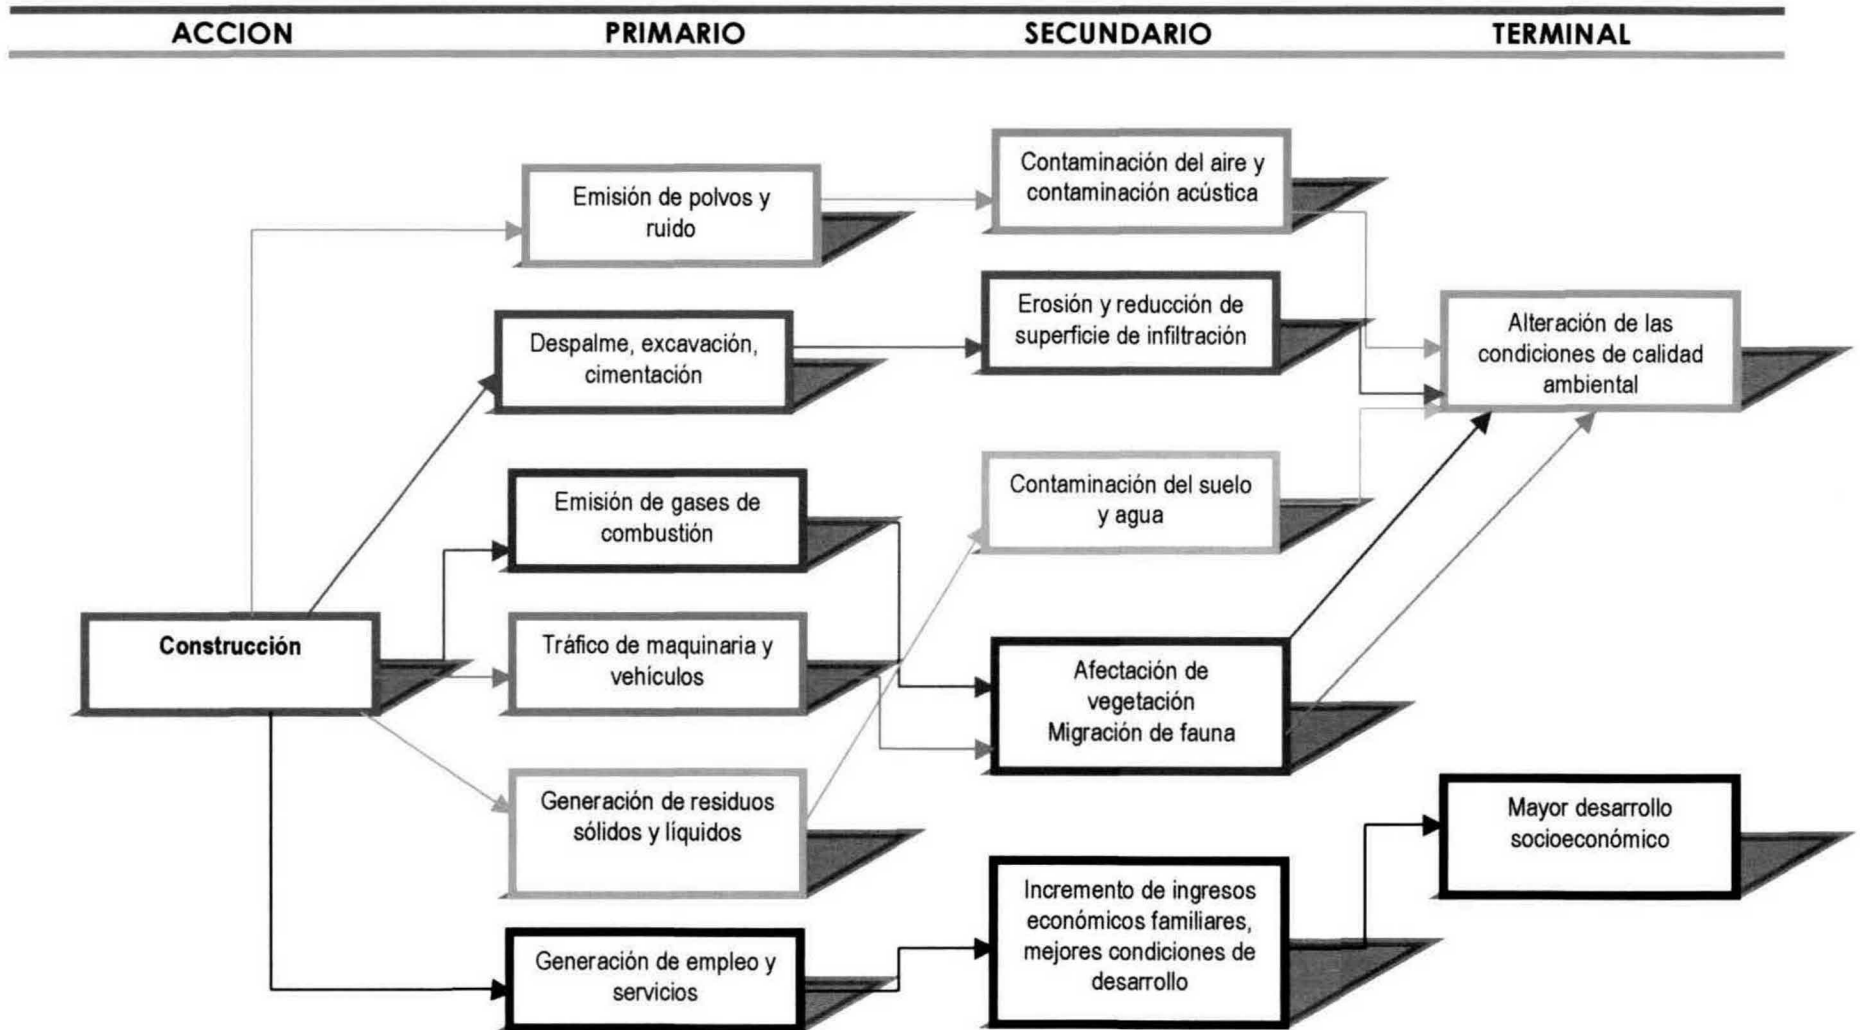 ACCION PRIMARIO SECUNDARIO TERMINAL
Emisión de polvos y
ruido
Contaminación del aire y
contaminación acústica
Despalme, excavación,
cimentación
Erosión y reducción de
superficie de infiltración
Alteración de las
condiciones de calidad
ambiental
Emisión de gases de
combustión
Contaminación del suelo
y agua
Construcción
Tráfico de maquinaria y
vehículos
Afectación de
vegetación
Migración de fauna
Generación de residuos
sólidos y líquidos
Mayor desarrollo
socioeconómico
Generación de empleo y
servicios
Incremento de ingresos
económicos familiares,
mejores condiciones de
desarrollo